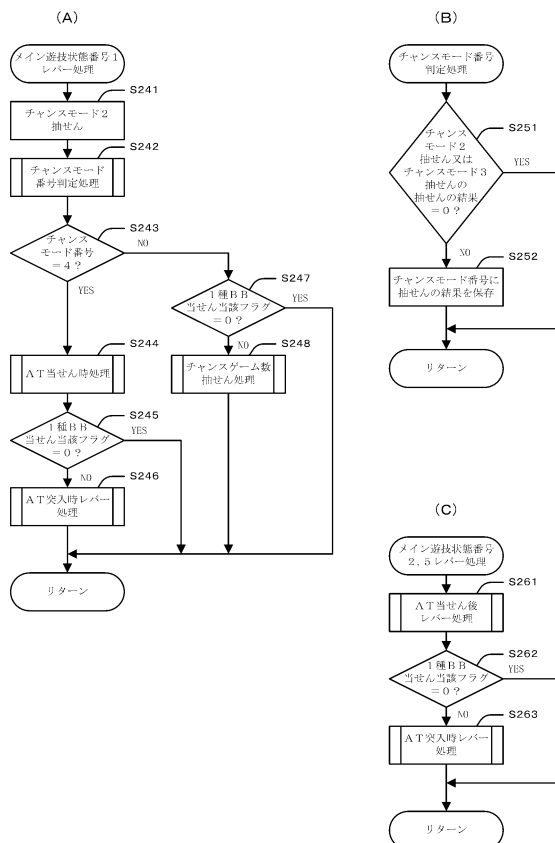 (A)
メイン遊技状態番号1
レバー処理
S241
チャンスモード2
抽せん
S242
チャンスモード
番号判定処理
S243
チャンス
モード番号
=4?
NO
YES
S247
1種BB
当せん当該フラグ
=0?
YES
NO
S248
チャンスゲーム数
抽せん処理
S244
AT当せん時処理
S245
1種BB
当せん当該フラグ
=0?
YES
NO
S246
AT突入時レバー
処理
リターン
(B)
チャンスモード番号
判定処理
S251
チャンス
モード2
抽せん又は
チャンスモード3
抽せんの
抽せんの結果
=0?
YES
NO
S252
チャンスモード番号に
抽せんの結果を保存
リターン
(C)
メイン遊技状態番号
2,5レバー処理
S261
AT当せん後
レバー処理
S262
1種BB
当せん当該フラグ
=0?
YES
NO
S263
AT突入時レバー
処理
リターン